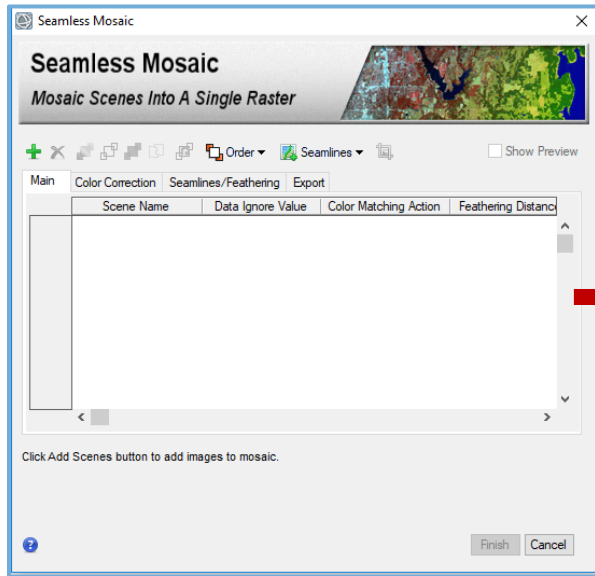 Seamless Mosaic
Seamless Mosaic
Mosaic Scenes Into A Single Raster
Order Seamlines Show Preview
Main Color Correction Seamlines/Feathering Export
Scene Name Data Ignore Value Color Matching Action Feathering Distanc
Click Add Scenes button to add images to mosaic.
Finish Cancel